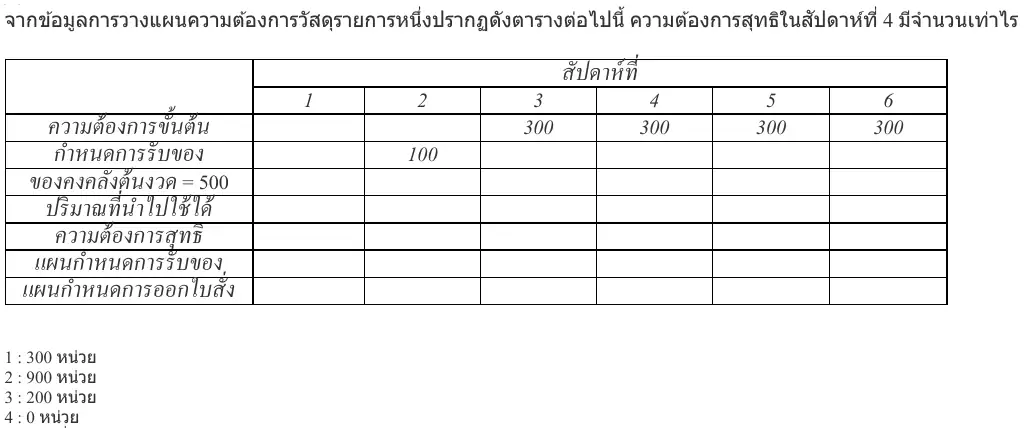 จากข้อมูลการวางแผนความต้องการวัสดุรายการหนึ่งปรากฏดังตารางต่อไปนี้ ความต้องการสุทธิในสัปดาห์ที่ 4 มีจำนวนเท่าไร
สัปดาห์ที่
1 2 3 4 5 6
ความต้องการขั้นต้น 300 300 300 300
กำหนดการรับของ 100
ของคงคลังต้นงวด = 500
ปริมาณที่นำไปใช้ได้
ความต้องการสุทธิ
แผนกำหนดการรับของ
แผนกำหนดการออกใบสั่ง
1 : 300 หน่วย
2 : 900 หน่วย
3 : 200 หน่วย
4 : 0 หน่วย